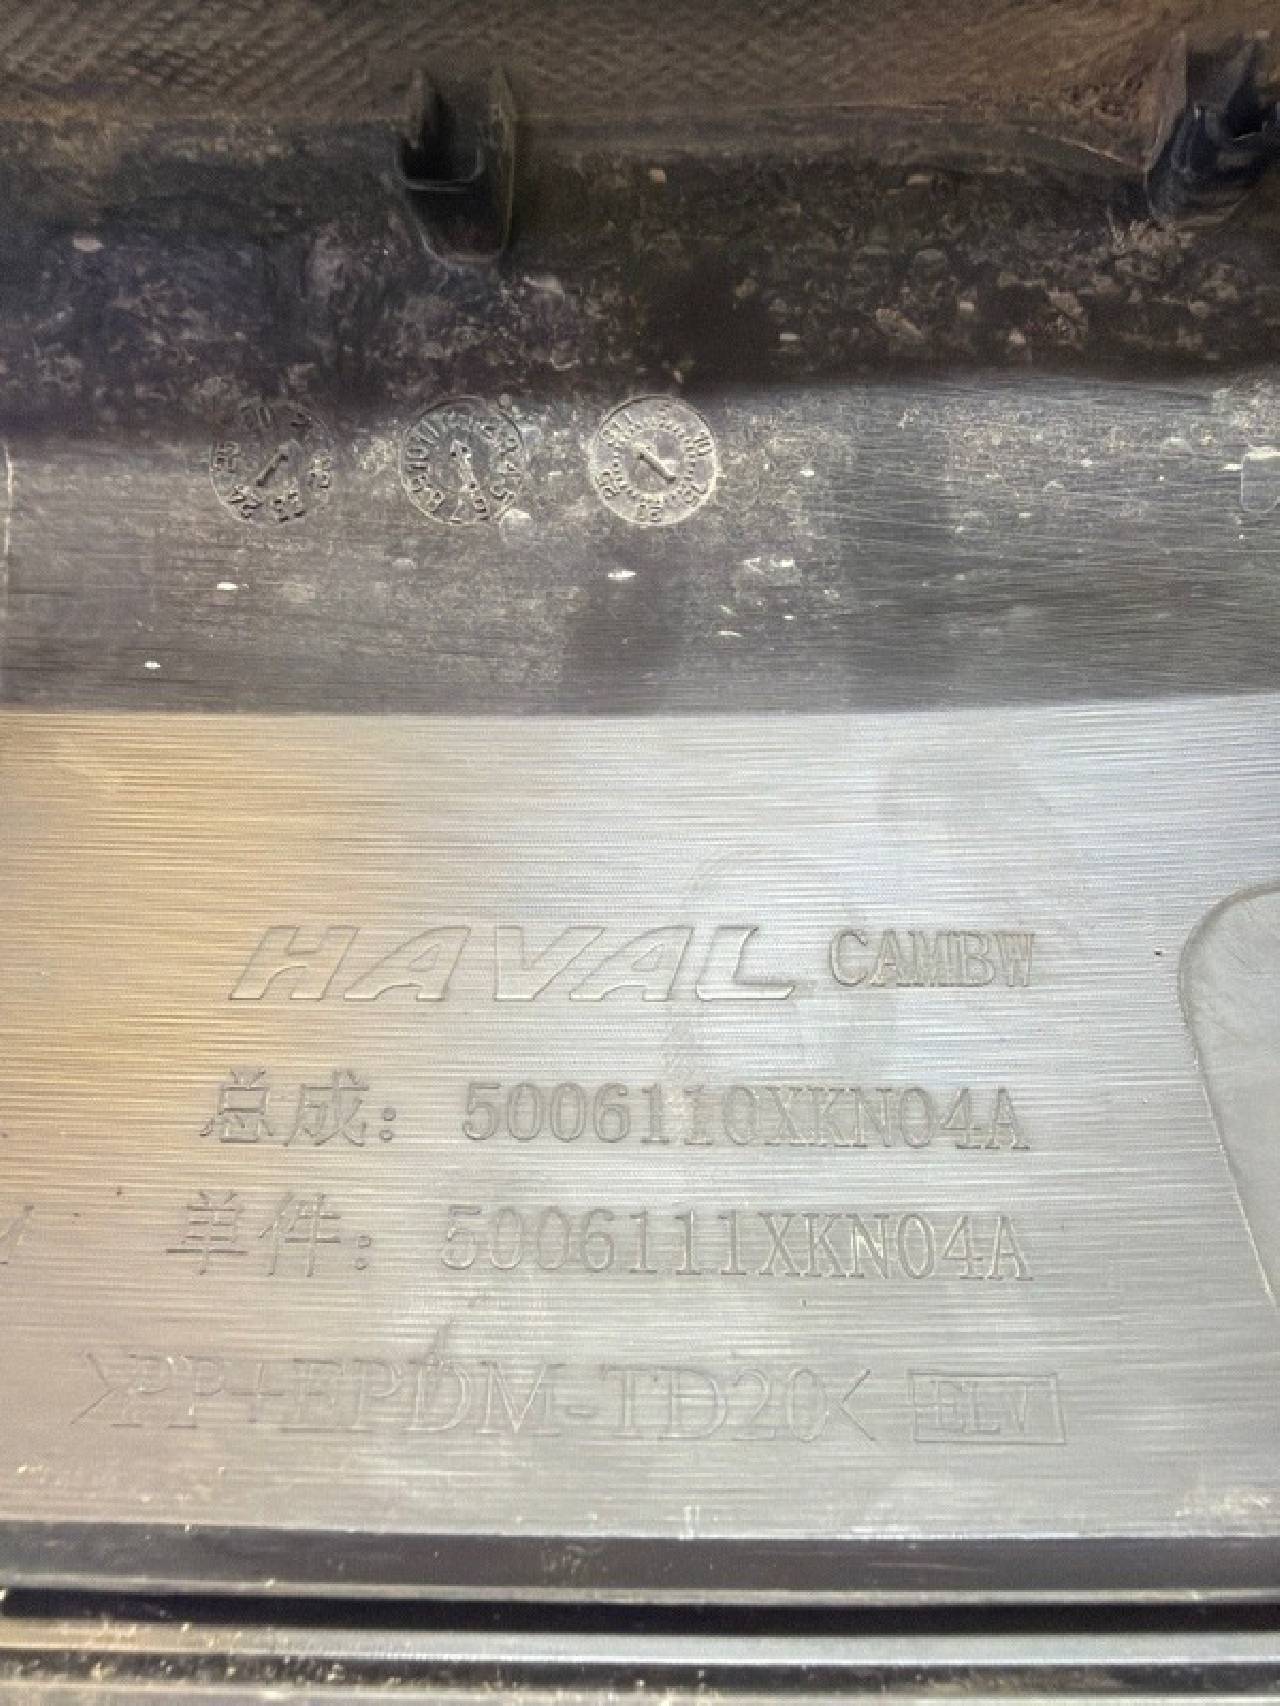 HAVAL CAMBW
总成: 5006110XKN04A
单件: 5006111XKN04A
>PP+EPDM-TD20< ELV